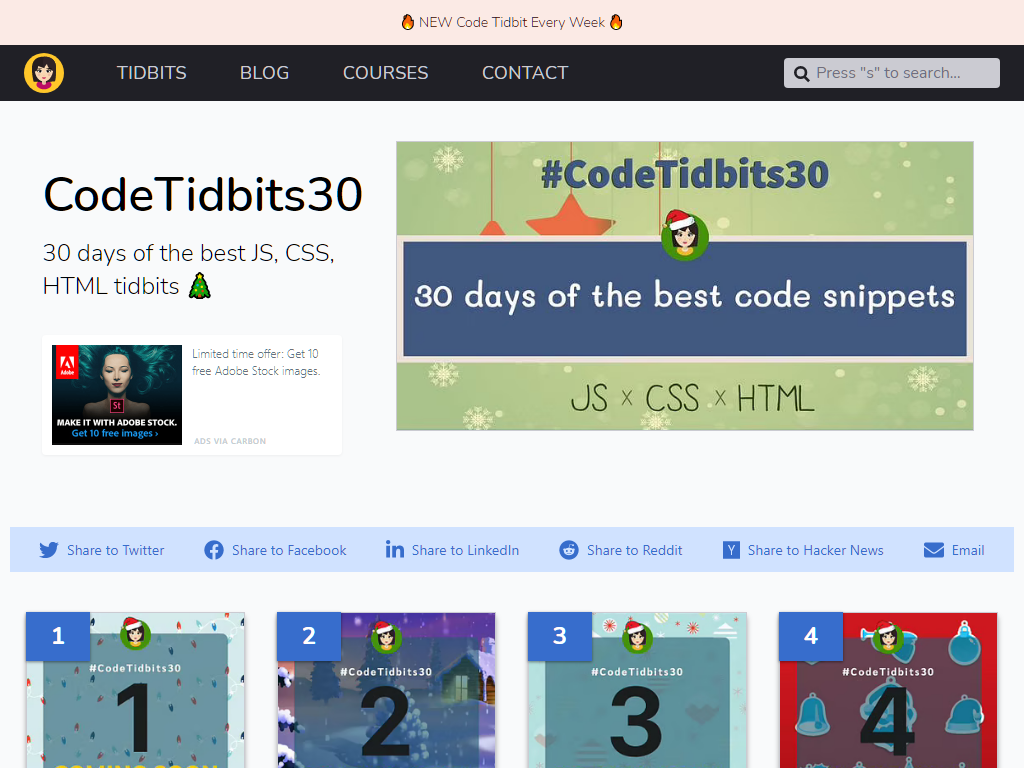 🔥 NEW Code Tidbit Every Week 🔥
TIDBITS BLOG COURSES CONTACT Press "s" to search...
CodeTidbits30
30 days of the best JS, CSS,
HTML tidbits 🎄
#CodeTidbits30
30 days of the best code snippets
JS x CSS x HTML
Adobe
St
MAKE IT WITH ADOBE STOCK.
Get 10 free images ›
Limited time offer: Get 10
free Adobe Stock images.
ADS VIA CARBON
Share to Twitter Share to Facebook Share to LinkedIn Share to Reddit Share to Hacker News Email
1
#CodeTidbits30
1
COMING SOON
2
#CodeTidbits30
2
3
#CodeTidbits30
3
4
#CodeTidbits30
4